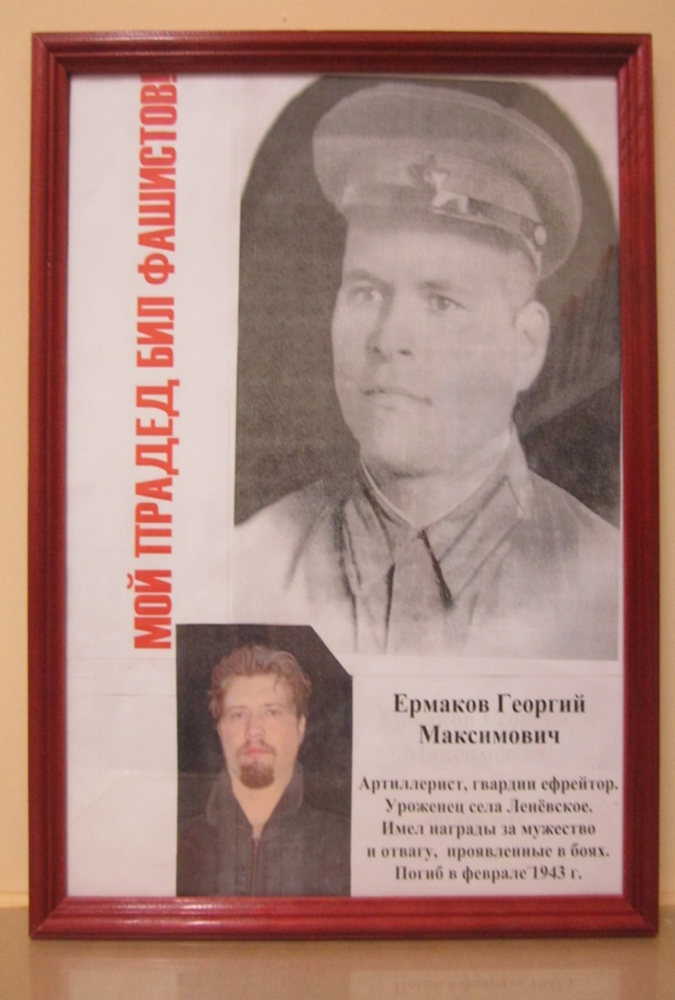 МОЙ ПРАДЕД БИЛ ФАШИСТОВ!
Ермаков Георгий
Максимович
Артиллерист, гвардии ефрейтор.
Уроженец села Ленёвское.
Имел награды за мужество
и отвагу, проявленные в боях.
Погиб в феврале 1943 г.